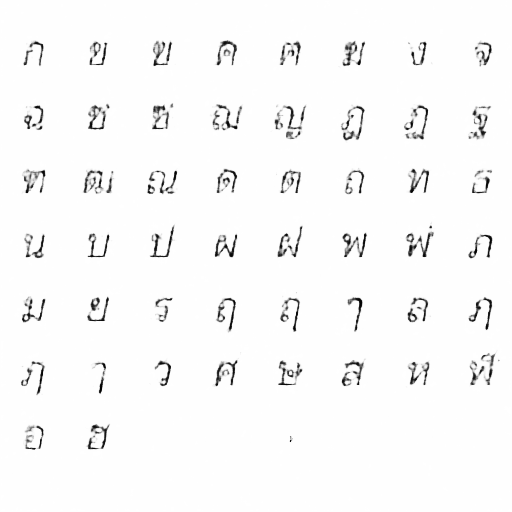 ก ข ฃ ค ฅ ฆ ง จ
ฉ ช ซ ฌ ญ ฎ ฏ ฐ
ฑ ฒ ณ ด ต ถ ท ธ
น บ ป ผ ฝ พ ฟ ภ
ม ย ร ฤ ฤ ๅ ล ฦ
ฦ ๅ ว ศ ษ ส ห ฬ
อ ฮ